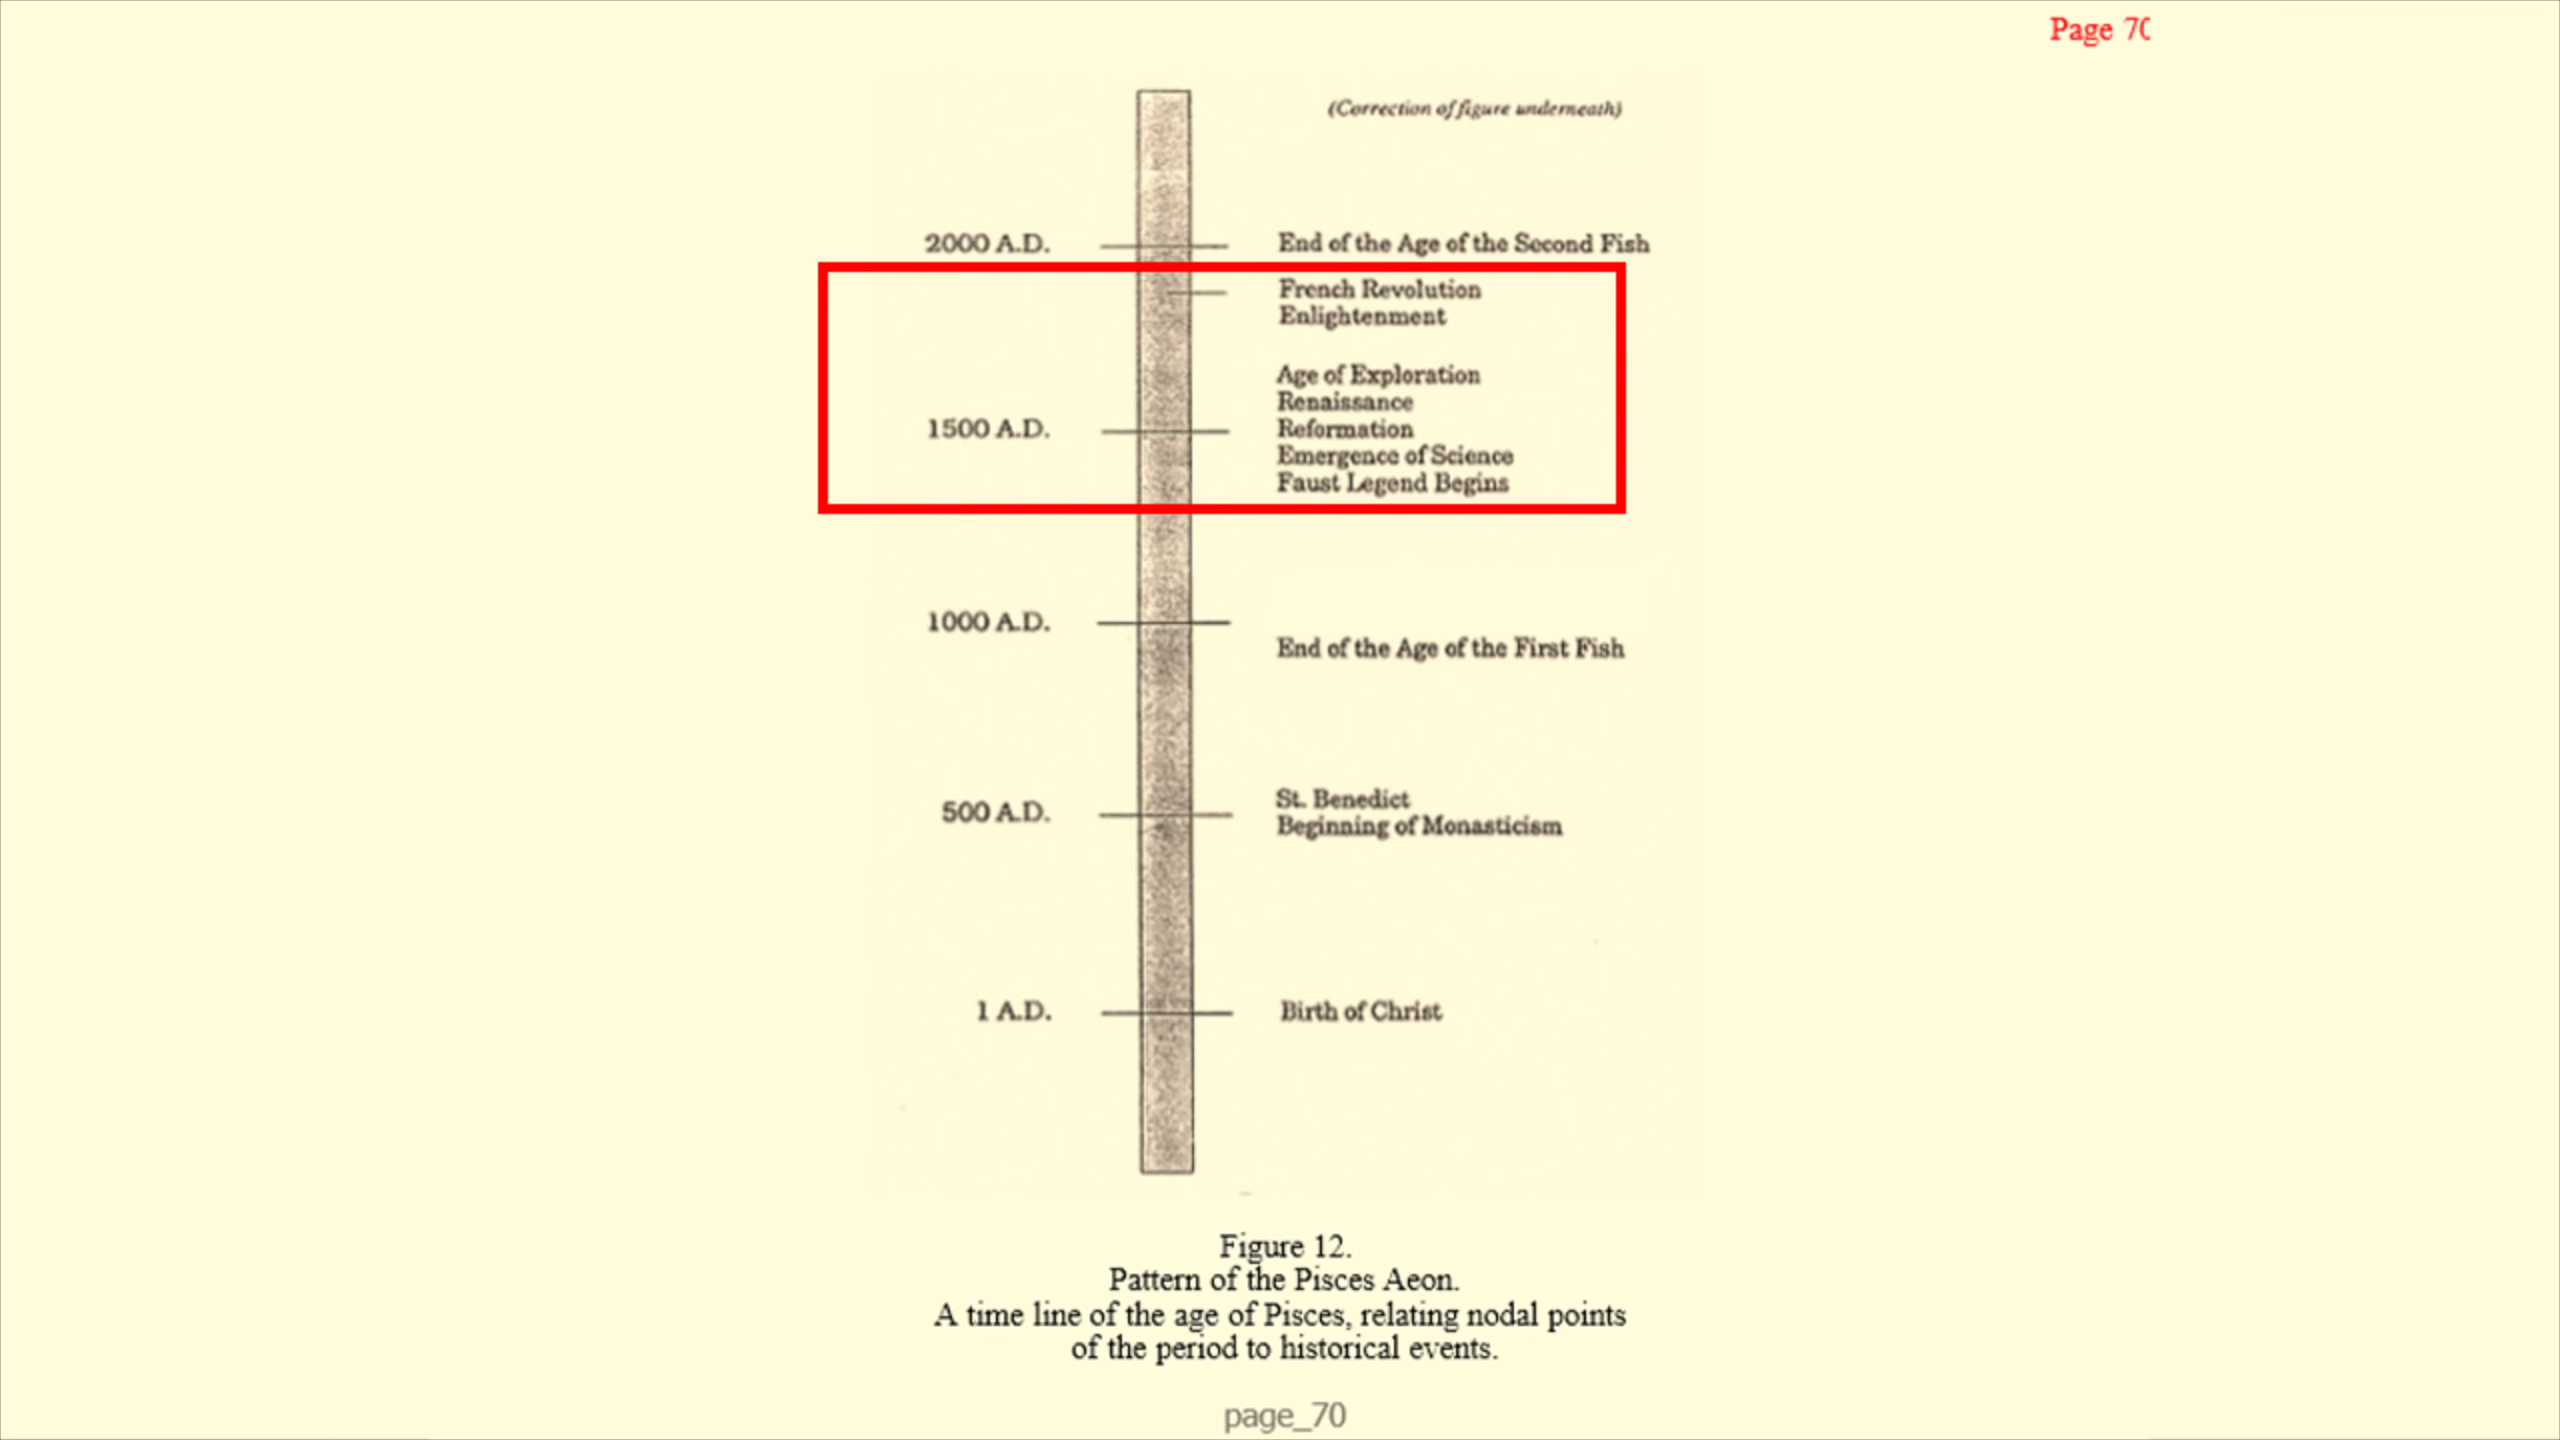 Page 70
(Correction of figure underneath)
2000 A.D. End of the Age of the Second Fish
French Revolution
Enlightenment
Age of Exploration
Renaissance
1500 A.D. Reformation
Emergence of Science
Faust Legend Begins
1000 A.D.
End of the Age of the First Fish
St. Benedict
500 A.D.
Beginning of Monasticism
1 A.D. Birth of Christ
Figure 12.
Pattern of the Pisces Aeon.
A time line of the age of Pisces, relating nodal points
of the period to historical events.
page_70